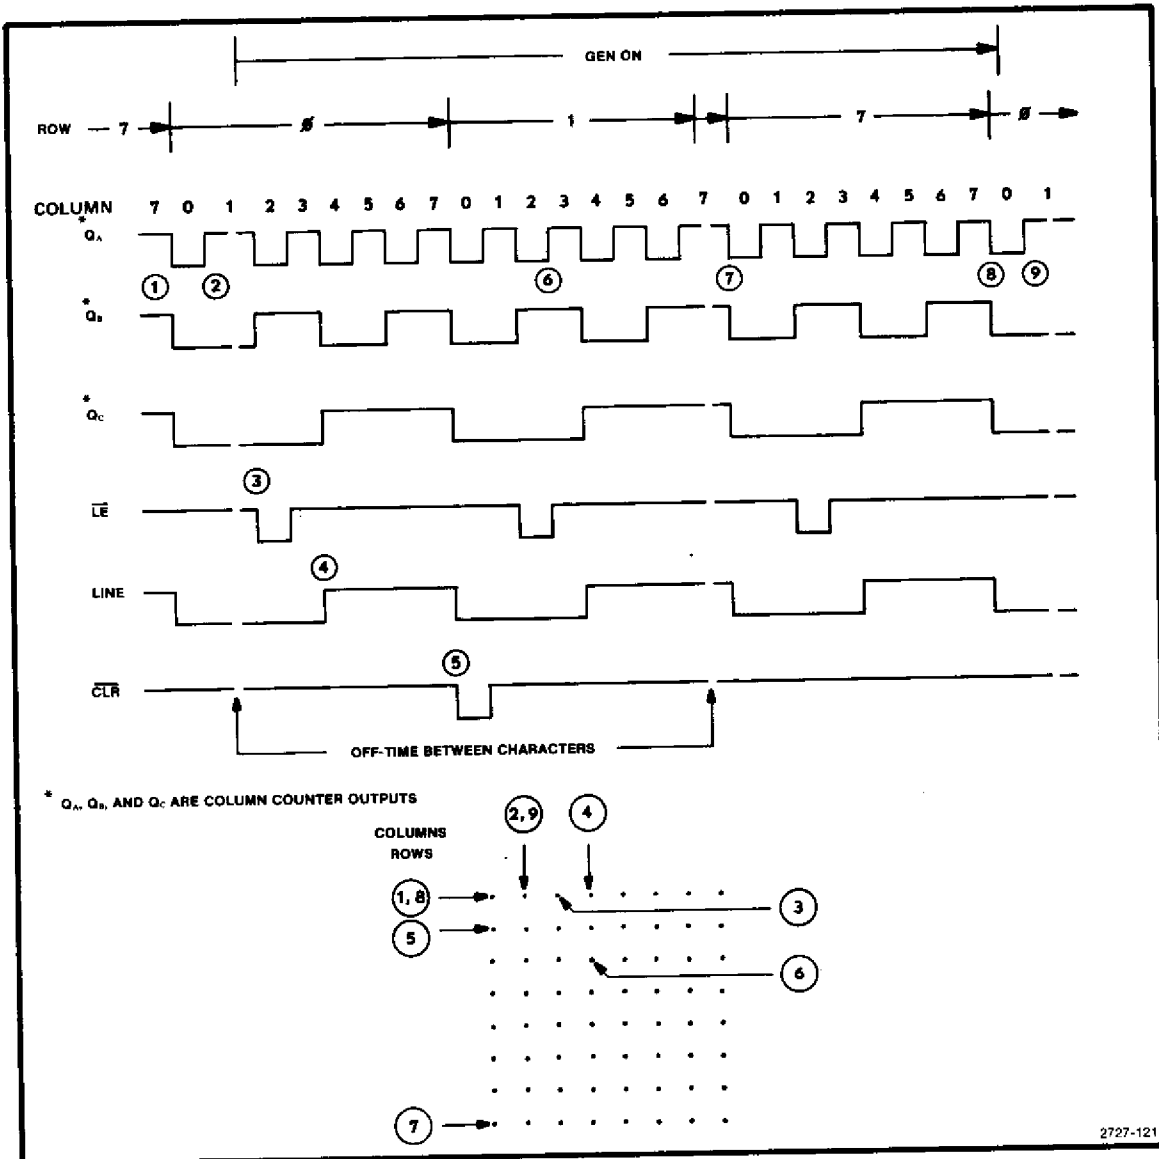 GEN ON
ROW 7 Ø 1 7 Ø
COLUMN 7 0 1 2 3 4 5 6 7 0 1 2 3 4 5 6 7 0 1 2 3 4 5 6 7 0 1
* QA
1 2 6 7 8 9
* QB
* QC
3
LE
4
LINE
5
CLR
OFF-TIME BETWEEN CHARACTERS
* QA, QB, AND QC ARE COLUMN COUNTER OUTPUTS
2, 9 4
COLUMNS
ROWS
1, 8 3
5
6
7
2727-121